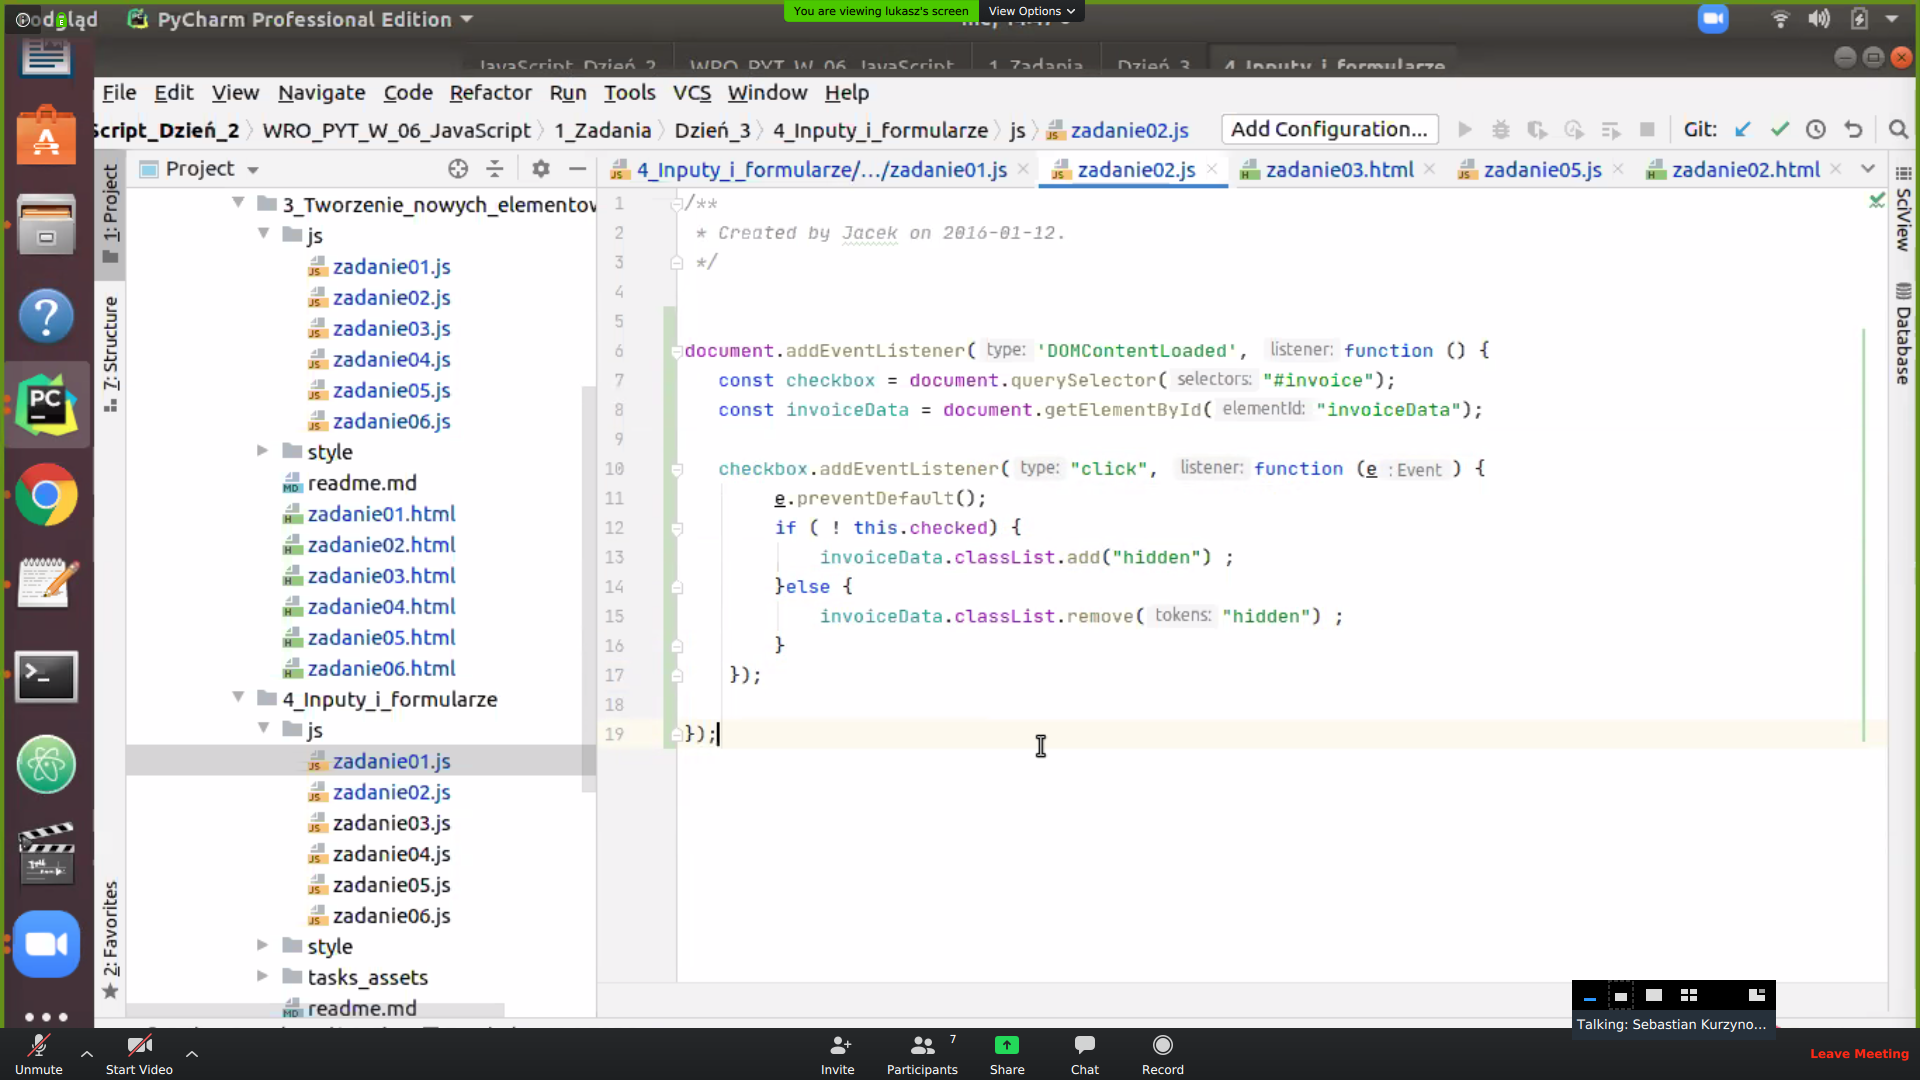 odgląd
PyCharm Professional Edition
You are viewing lukasz's screen
View Options
JavaScript_Dzień_2
WRO_PYT_W_06_JavaScript
1_Zadania
Dzień_3
4_Inputy_i_formularze
File Edit View Navigate Code Refactor Run Tools VCS Window Help
Script_Dzień_2 WRO_PYT_W_06_JavaScript 1_Zadania Dzień_3 4_Inputy_i_formularze js zadanie02.js Add Configuration... Git:
Project
4_Inputy_i_formularze/.../zadanie01.js zadanie02.js zadanie03.html zadanie05.js zadanie02.html
1: Project
7: Structure
2: Favorites
SciView
Database
3_Tworzenie_nowych_elementow
js
zadanie01.js
zadanie02.js
zadanie03.js
zadanie04.js
zadanie05.js
zadanie06.js
style
readme.md
zadanie01.html
zadanie02.html
zadanie03.html
zadanie04.html
zadanie05.html
zadanie06.html
4_Inputy_i_formularze
js
zadanie01.js
zadanie02.js
zadanie03.js
zadanie04.js
zadanie05.js
zadanie06.js
style
tasks_assets
readme.md
1 /**
2 * Created by Jacek on 2016-01-12.
3 */
4
5
6 document.addEventListener( type: 'DOMContentLoaded', listener: function () {
7 const checkbox = document.querySelector( selectors: "#invoice");
8 const invoiceData = document.getElementById( elementId: "invoiceData");
9
10 checkbox.addEventListener( type: "click", listener: function (e : Event ) {
11 e.preventDefault();
12 if ( ! this.checked) {
13 invoiceData.classList.add("hidden") ;
14 }else {
15 invoiceData.classList.remove( tokens: "hidden") ;
16 }
17 });
18
19 });
Talking: Sebastian Kurzyno...
Unmute
Start Video
Invite
Participants 7
Share
Chat
Record
Leave Meeting